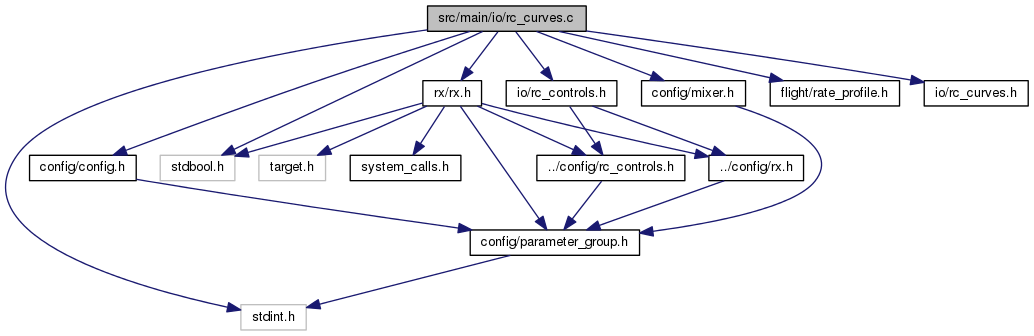 src/main/io/rc_curves.c
rx/rx.h
io/rc_controls.h
config/mixer.h
flight/rate_profile.h
io/rc_curves.h
config/config.h
stdbool.h
target.h
system_calls.h
../config/rc_controls.h
../config/rx.h
config/parameter_group.h
stdint.h